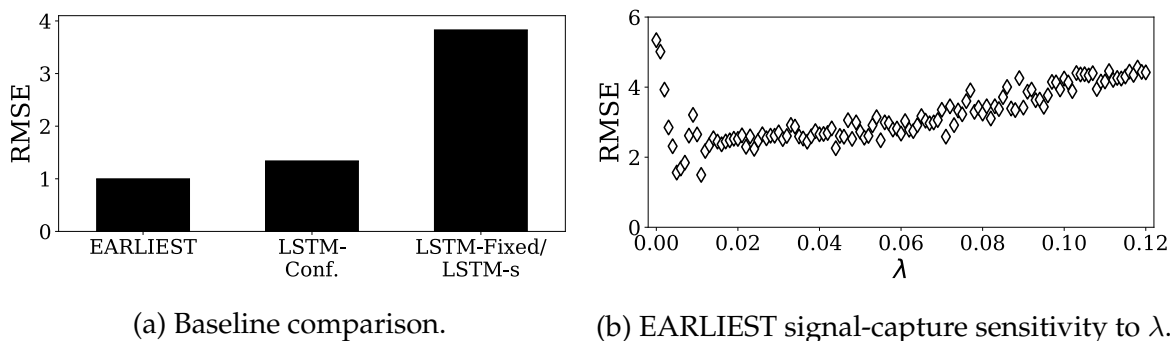 RMSE
4
3
2
1
0
EARLIEST
LSTM-
Conf.
LSTM-Fixed/
LSTM-s
(a) Baseline comparison.
RMSE
6
4
2
0
0.00 0.02 0.04 0.06 0.08 0.10 0.12
λ
(b) EARLIEST signal-capture sensitivity to λ.